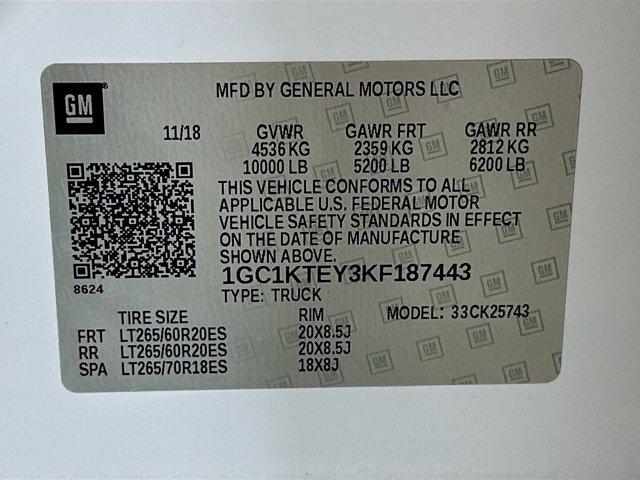 GM
MFD BY GENERAL MOTORS LLC
11/18 GVWR GAWR FRT GAWR RR
4536 KG 2359 KG 2812 KG
10000 LB 5200 LB 6200 LB
THIS VEHICLE CONFORMS TO ALL
APPLICABLE U.S. FEDERAL MOTOR
VEHICLE SAFETY STANDARDS IN EFFECT
ON THE DATE OF MANUFACTURE
SHOWN ABOVE.
8624
1GC1KTEY3KF187443
TYPE: TRUCK
TIRE SIZE RIM MODEL: 33CK25743
FRT LT265/60R20ES 20X8.5J
RR LT265/60R20ES 20X8.5J
SPA LT265/70R18ES 18X8J